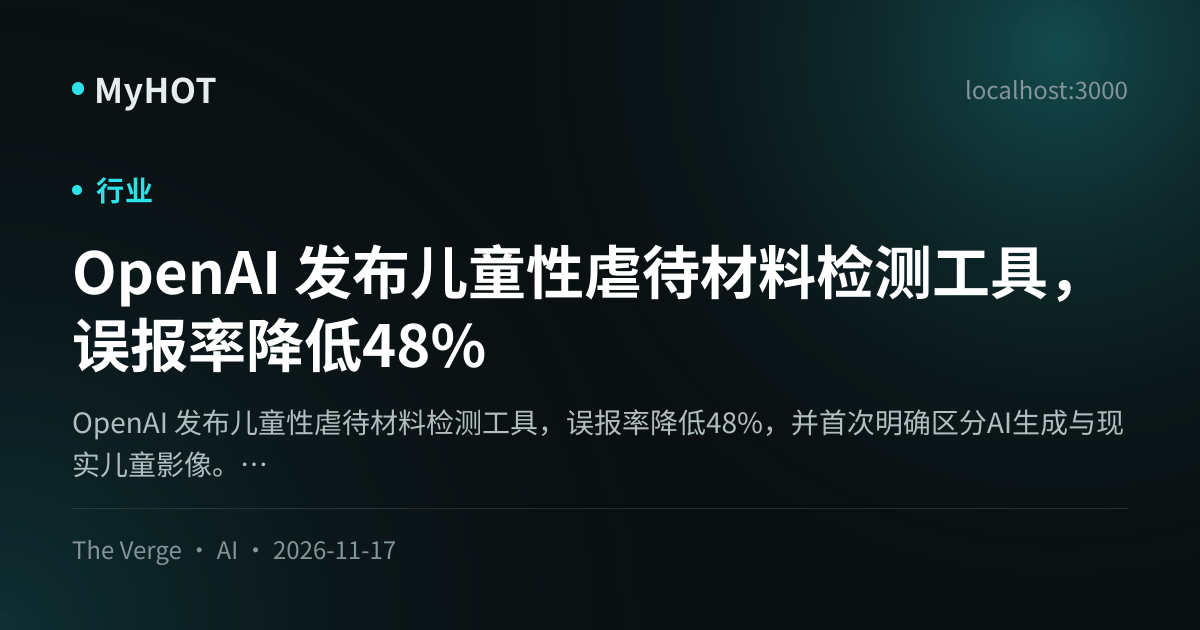 MyHOT
localhost:3000
行业
OpenAI 发布儿童性虐待材料检测工具，
误报率降低48%
OpenAI 发布儿童性虐待材料检测工具，误报率降低48%，并首次明确区分AI生成与现
实儿童影像。…
The Verge · AI · 2026-11-17